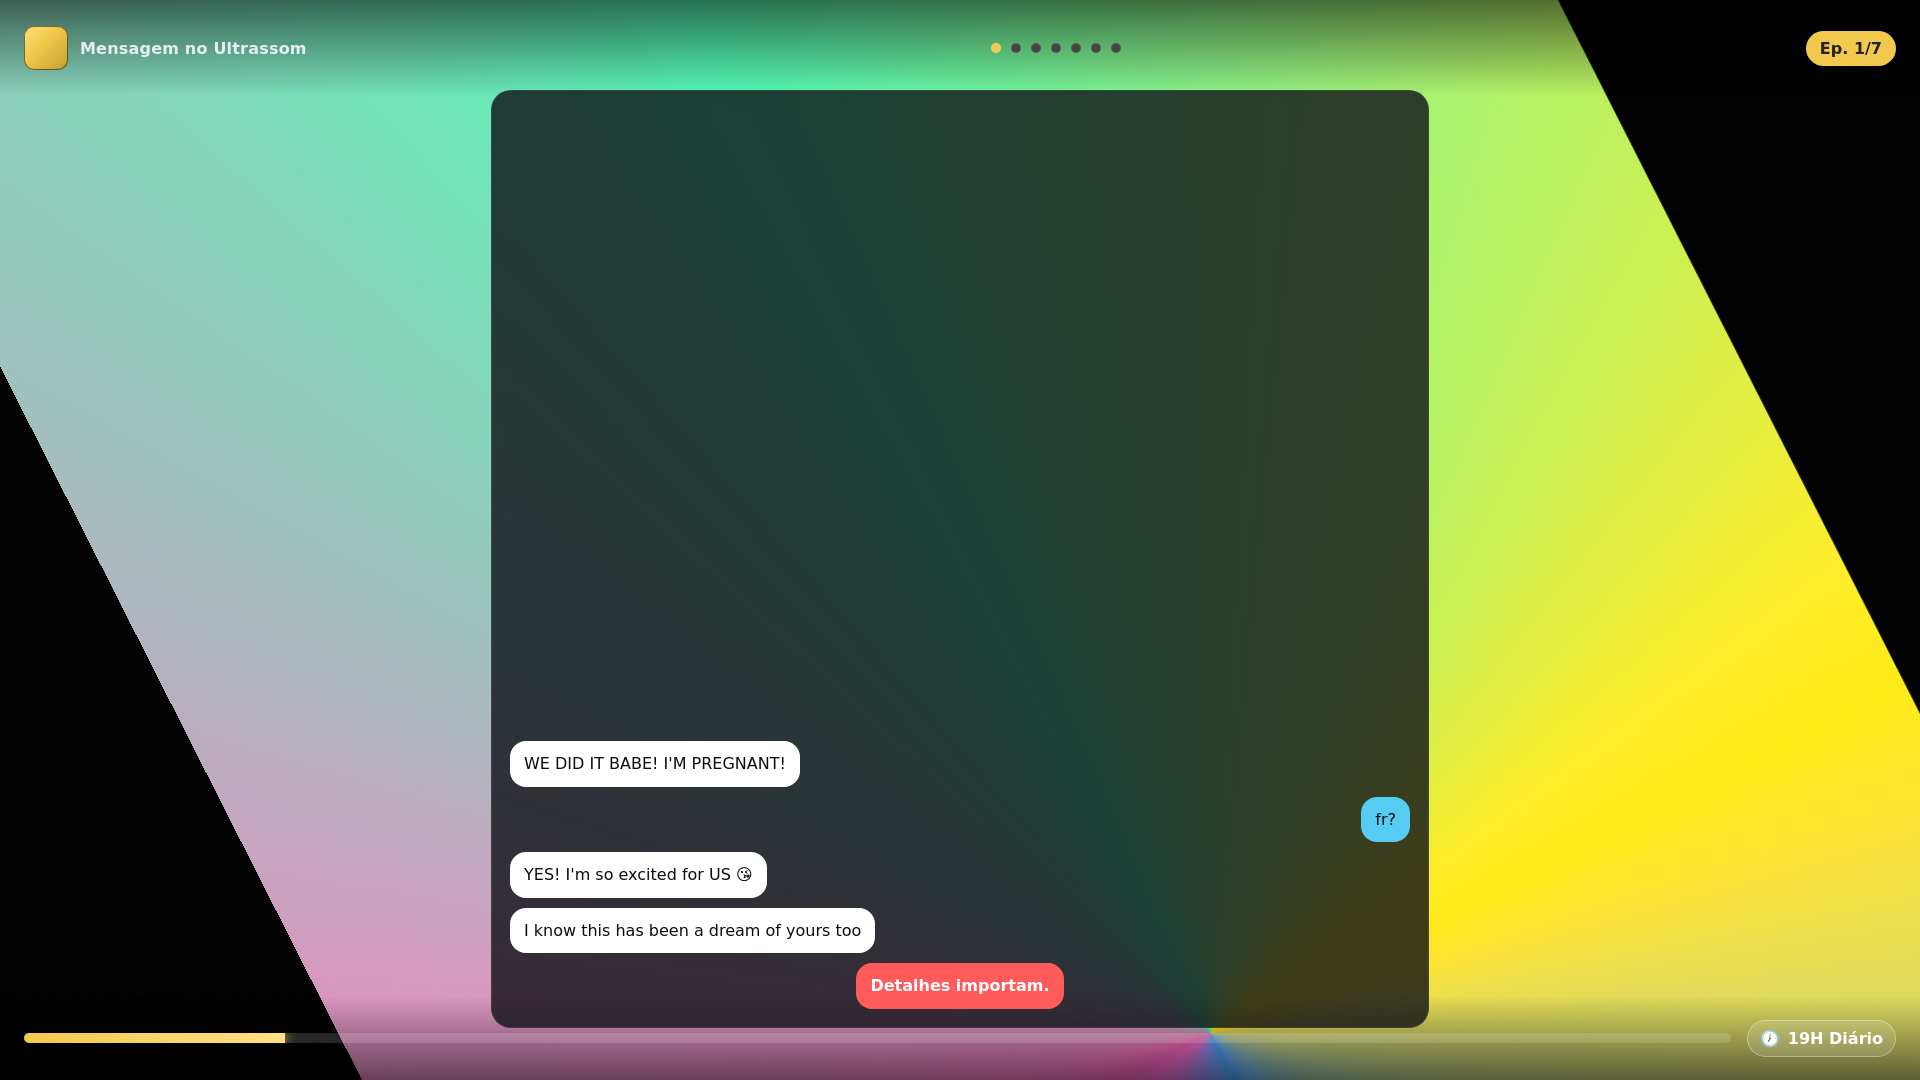 Mensagem no Ultrassom
Ep. 1/7
WE DID IT BABE! I'M PREGNANT!
fr?
YES! I'm so excited for US 😘
I know this has been a dream of yours too
Detalhes importam.
🕖 19H Diário